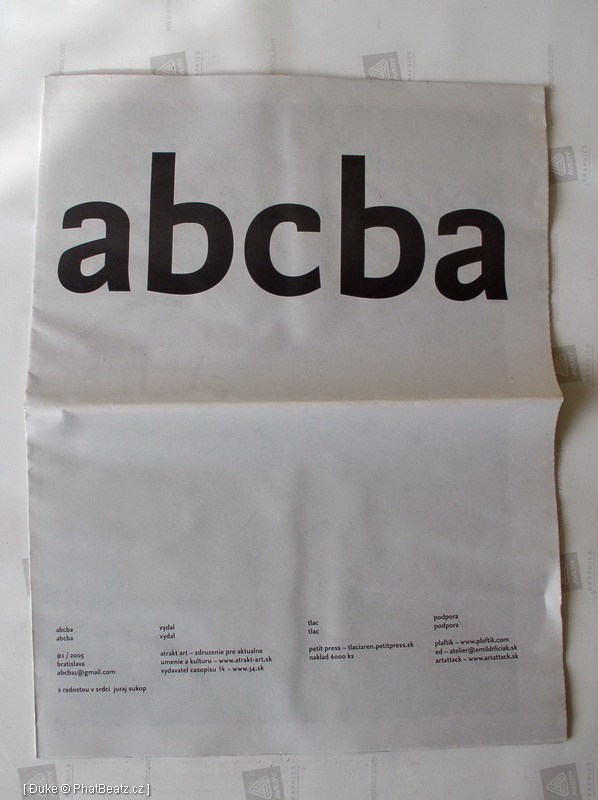 abcba
abcba
abcba
01 / 2005
bratislava
abcba1@gmail.com
s radostou v srdci juraj sukop
vydal
vydal
atrakt art – zdruzenie pre aktualne
umenie a kulturu – www.atrakt-art.sk
vydavatel casopisu ¾ – www.34.sk
tlac
tlac
petit press – tlaciaren.petitpress.sk
naklad 6000 ks
podpora
podpora
plaftik – www.plaftik.com
ed – atelier@emildrliciak.sk
artattack – www.artattack.sk
[ Duke © PhatBeatz.cz ]